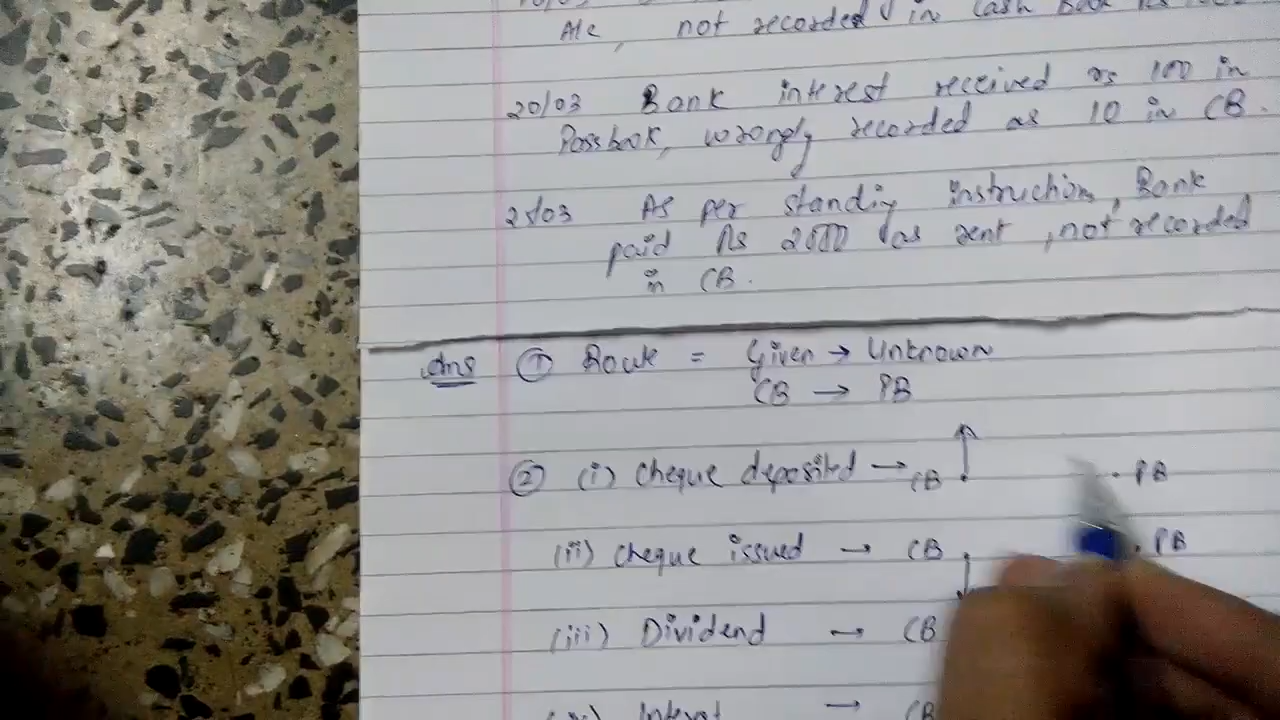 A/c, not recorded in Cash Book
20/03 Bank interest received rs 100 in
Passbook, wrongly recorded as 10 in CB.
25/03 As per standing instruction, Bank
paid Rs 2000 as rent, not recorded
in CB.
Ans ① Route = Given → Unknown
CB → PB
② (i) Cheque deposited → CB PB
(ii) Cheque issued → CB PB
(iii) Dividend → CB
Interest → CB